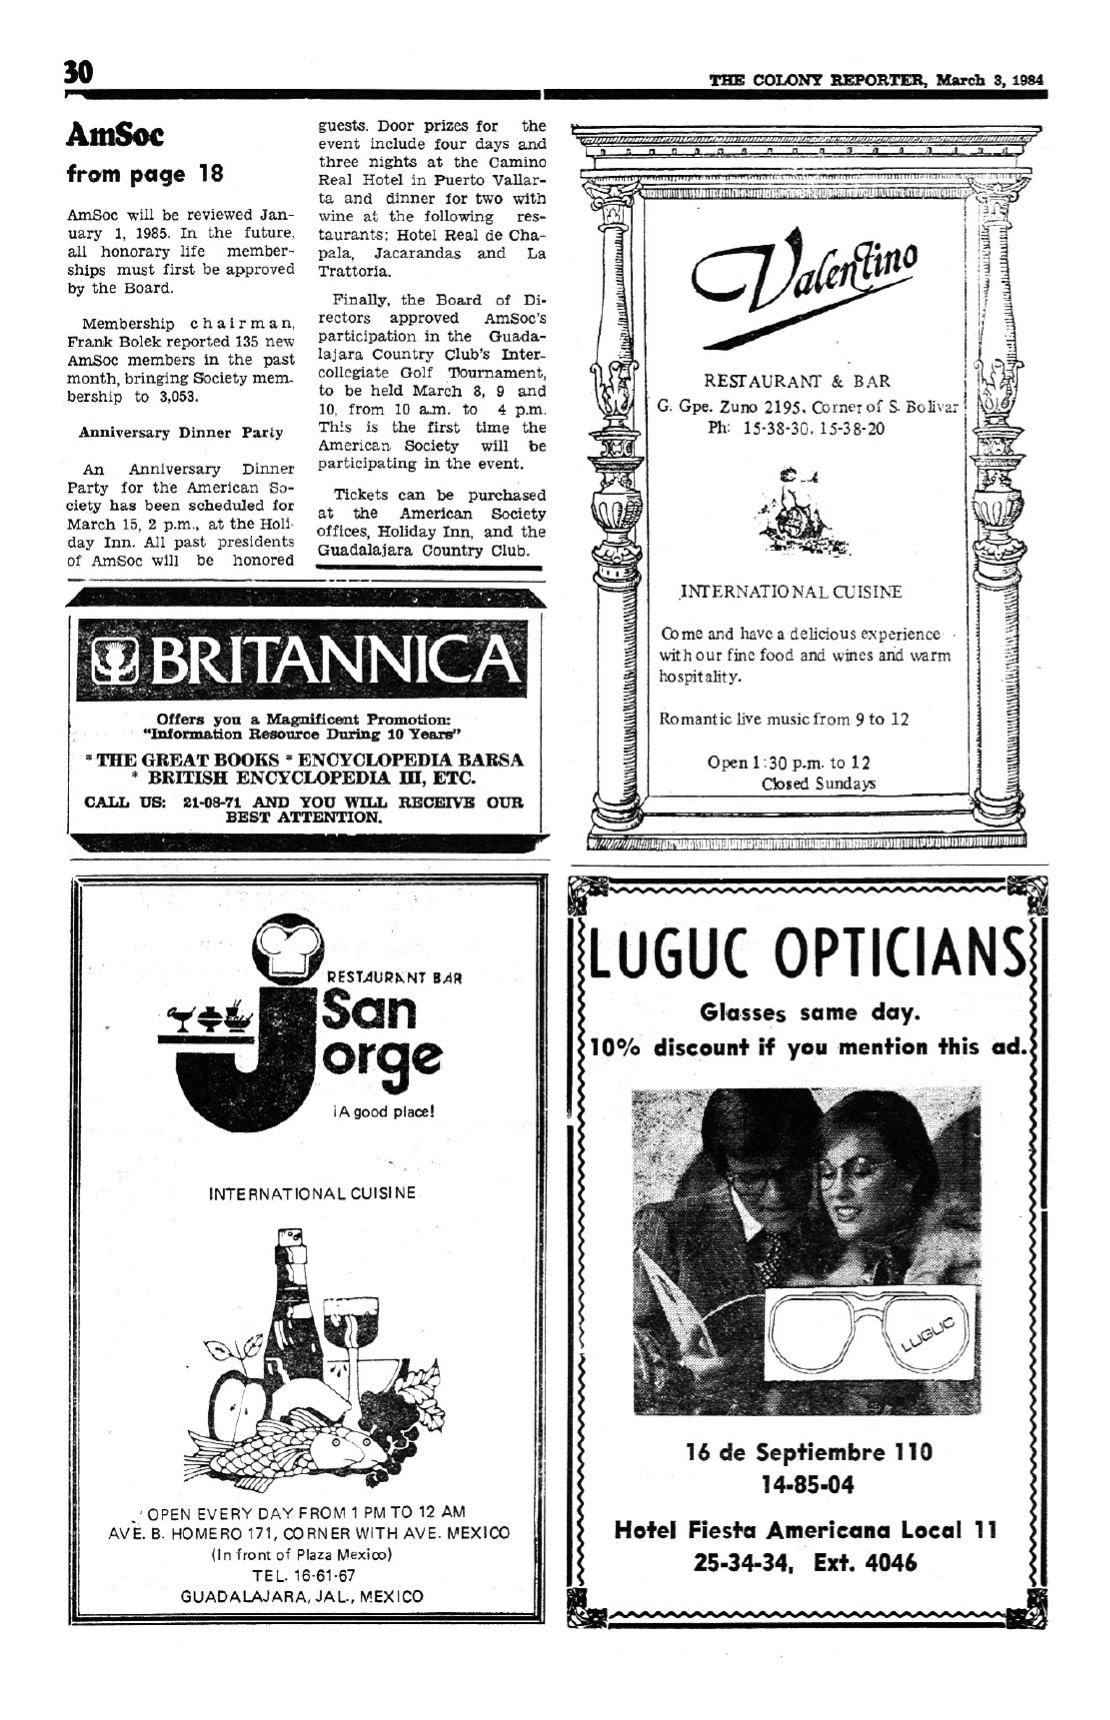 30
THE COLONY REPORTER, March 3, 1984
AmSoc
from page 18
AmSoc will be reviewed Jan-
uary 1, 1985. In the future,
all honorary life member-
ships must first be approved
by the Board.
Membership chairman,
Frank Bolek reported 135 new
AmSoc members in the past
month, bringing Society mem-
bership to 3,053.
Anniversary Dinner Party
An Anniversary Dinner
Party for the American So-
ciety has been scheduled for
March 15, 2 p.m., at the Holi-
day Inn. All past presidents
of AmSoc will be honored
guests. Door prizes for the
event include four days and
three nights at the Camino
Real Hotel in Puerto Vallar-
ta and dinner for two with
wine at the following res-
taurants: Hotel Real de Cha-
pala, Jacarandas and La
Trattoria.
Finally, the Board of Di-
rectors approved AmSoc's
participation in the Guada-
lajara Country Club's Inter-
collegiate Golf Tournament,
to be held March 8, 9 and
10, from 10 a.m. to 4 p.m.
This is the first time the
American Society will be
participating in the event.
Tickets can be purchased
at the American Society
offices, Holiday Inn, and the
Guadalajara Country Club.
BRITANNICA
Offers you a Magnificent Promotion:
"Information Resource During 10 Years"
* THE GREAT BOOKS * ENCYCLOPEDIA BARSA
* BRITISH ENCYCLOPEDIA III, ETC.
CALL US: 21-08-71 AND YOU WILL RECEIVE OUR
BEST ATTENTION.
Valentino
RESTAURANT & BAR
G. Gpe. Zuno 2195, Corner of S. Bolivar
Ph: 15-38-30, 15-38-20
INTERNATIONAL CUISINE
Come and have a delicious experience
with our fine food and wines and warm
hospitality.
Romantic live music from 9 to 12
Open 1:30 p.m. to 12
Closed Sundays
RESTAURANT BAR
San
Jorge
¡A good place!
INTERNATIONAL CUISINE
OPEN EVERY DAY FROM 1 PM TO 12 AM
AVE. B. HOMERO 171, CORNER WITH AVE. MEXICO
(In front of Plaza Mexico)
TEL. 16-61-67
GUADALAJARA, JAL., MEXICO
LUGUC OPTICIANS
Glasses same day.
10% discount if you mention this ad.
LUGUC
16 de Septiembre 110
14-85-04
Hotel Fiesta Americana Local 11
25-34-34, Ext. 4046